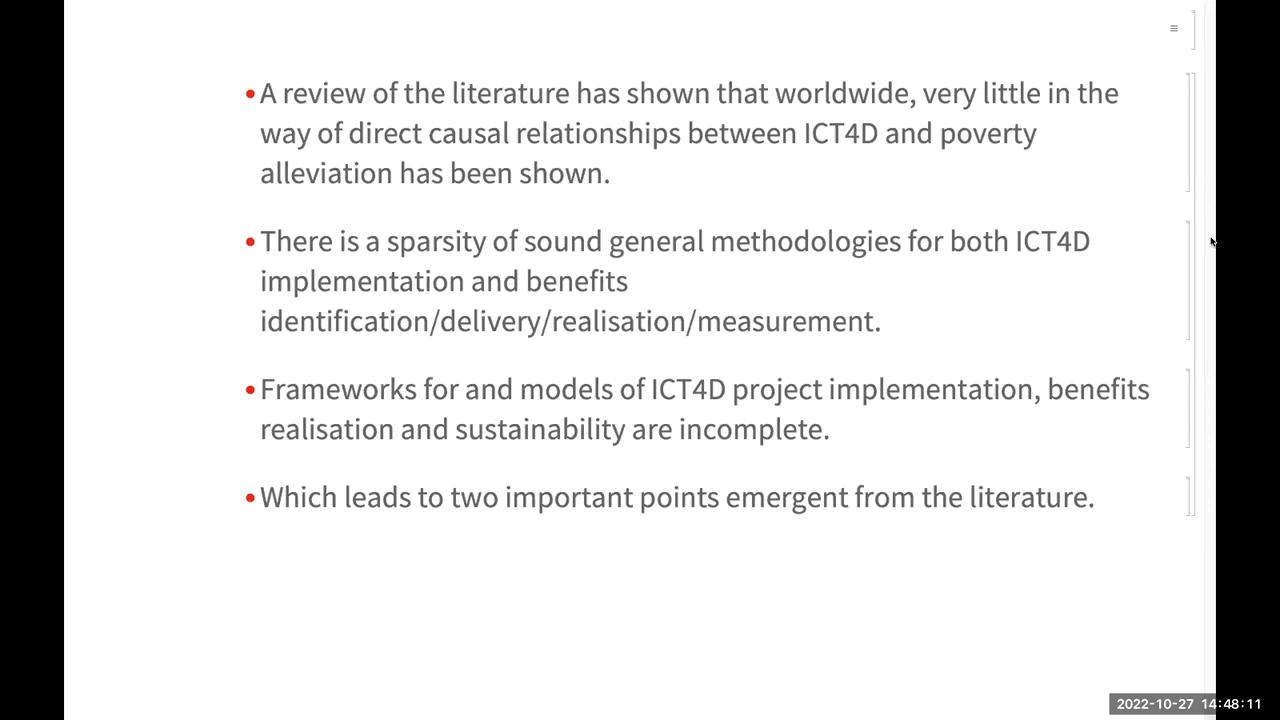 • A review of the literature has shown that worldwide, very little in the
way of direct causal relationships between ICT4D and poverty
alleviation has been shown.
• There is a sparsity of sound general methodologies for both ICT4D
implementation and benefits
identification/delivery/realisation/measurement.
• Frameworks for and models of ICT4D project implementation, benefits
realisation and sustainability are incomplete.
• Which leads to two important points emergent from the literature.
2022-10-27 14:48:11